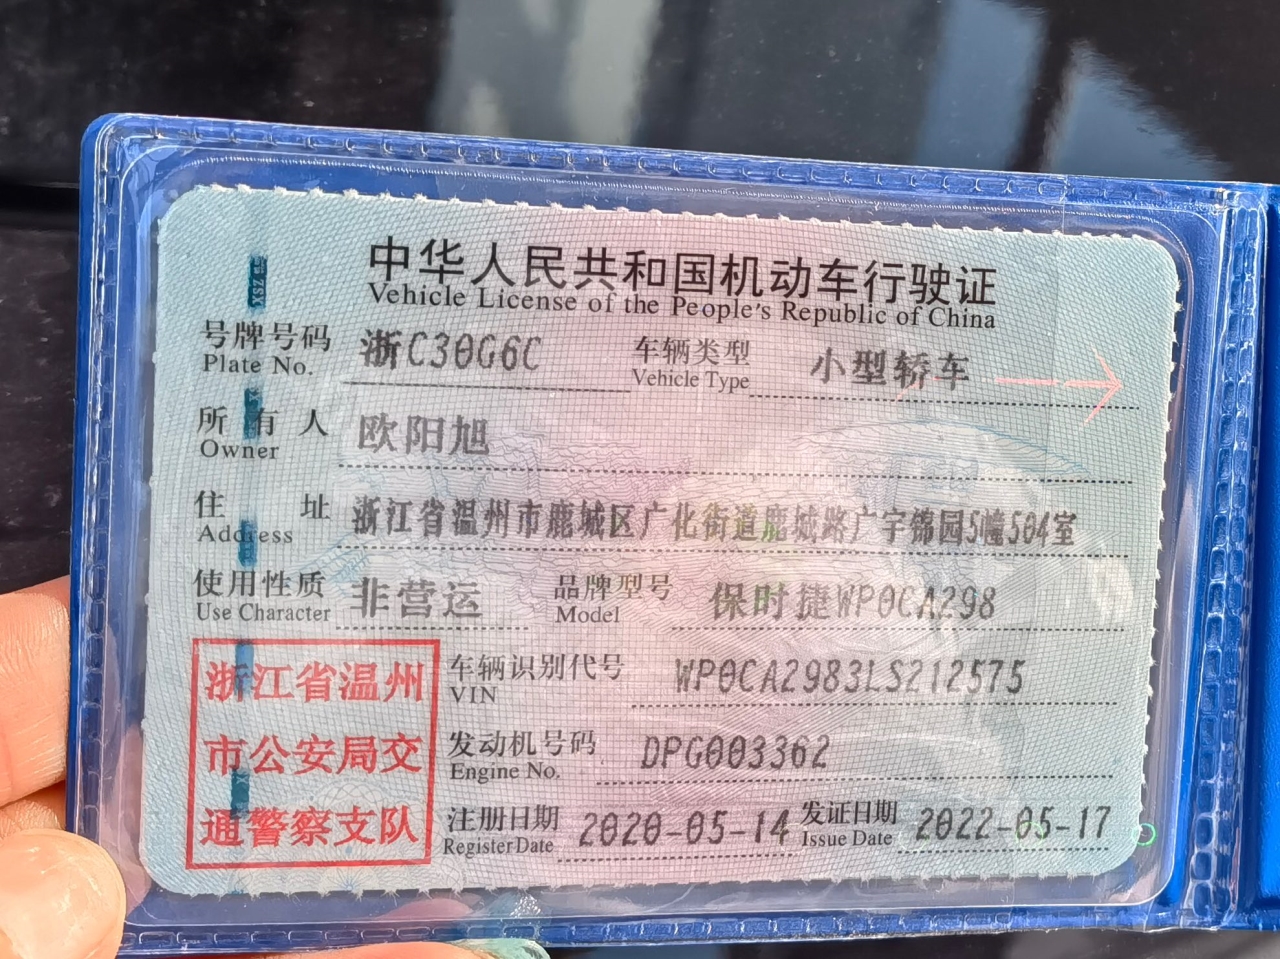 中华人民共和国机动车行驶证
Vehicle License of the People's Republic of China
号牌号码 浙C30G6C 车辆类型 小型轿车
Plate No. Vehicle Type
所有人 欧阳旭
Owner
住址 浙江省温州市鹿城区广化街道鹿城路广宇锦园5幢504室
Address
使用性质 非营运 品牌型号 保时捷WP0CA298
Use Character Model
浙江省温州
市公安局交
通警察支队
车辆识别代号 WP0CA2983LS212575
VIN
发动机号码 DPG003362
Engine No.
注册日期 2020-05-14 发证日期 2022-05-17
Register Date Issue Date